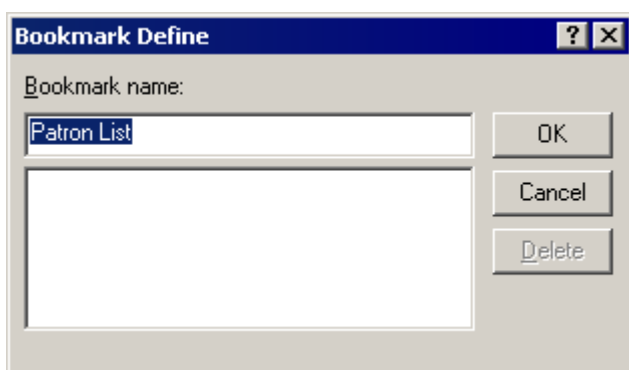 Bookmark Define
Bookmark name:
Patron List
OK
Cancel
Delete